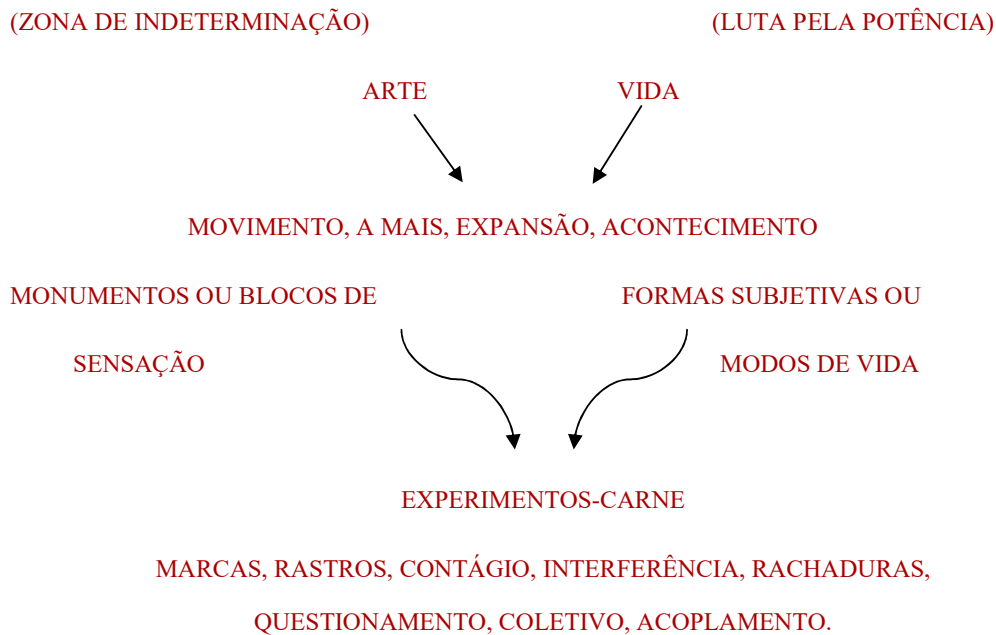 (ZONA DE INDETERMINAÇÃO) (LUTA PELA POTÊNCIA)
ARTE VIDA
MOVIMENTO, A MAIS, EXPANSÃO, ACONTECIMENTO
MONUMENTOS OU BLOCOS DE FORMAS SUBJETIVAS OU
SENSAÇÃO MODOS DE VIDA
EXPERIMENTOS-CARNE
MARCAS, RASTROS, CONTÁGIO, INTERFERÊNCIA, RACHADURAS,
QUESTIONAMENTO, COLETIVO, ACOPLAMENTO.